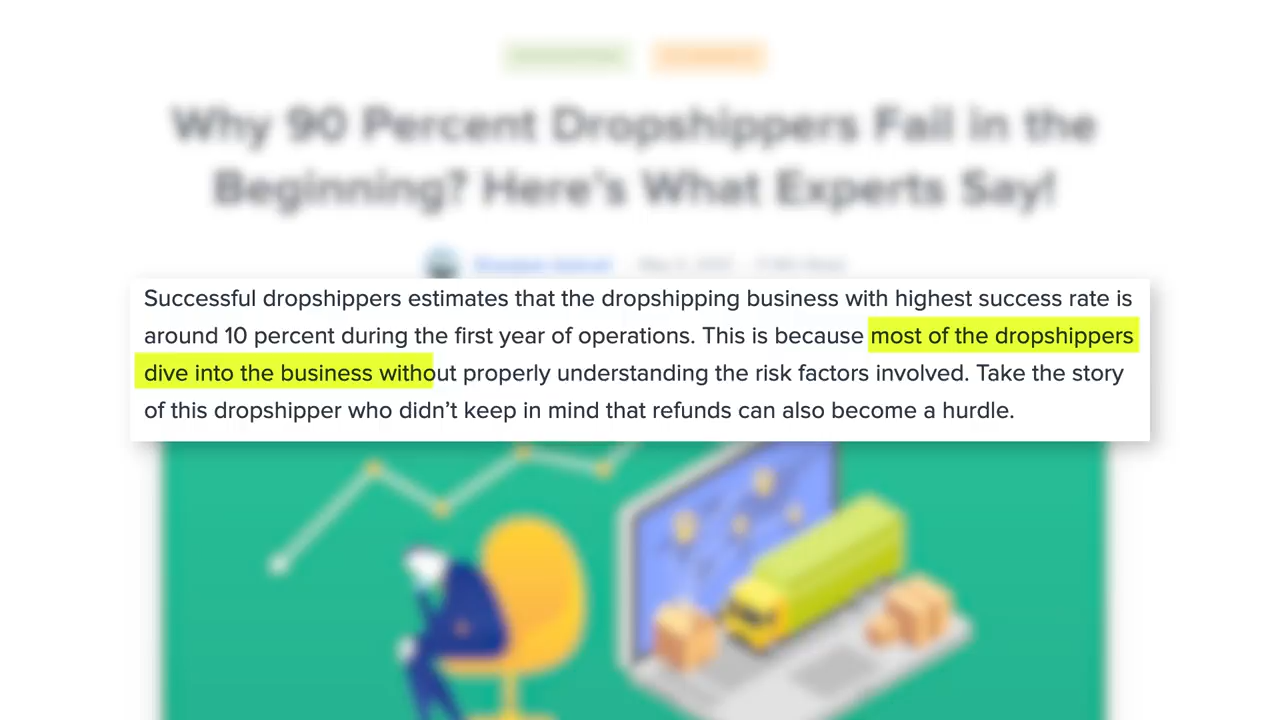 Why 90 Percent Dropshippers Fail in the
Beginning? Here's What Experts Say!
Successful dropshippers estimates that the dropshipping business with highest success rate is
around 10 percent during the first year of operations. This is because most of the dropshippers
dive into the business without properly understanding the risk factors involved. Take the story
of this dropshipper who didn’t keep in mind that refunds can also become a hurdle.